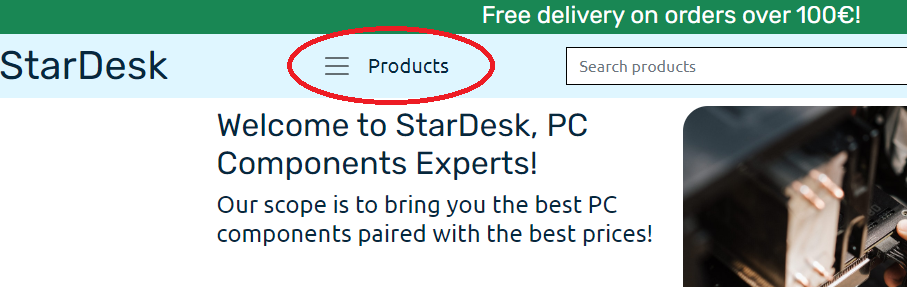 Free delivery on orders over 100€!
StarDesk
Products
Search products
Welcome to StarDesk, PC
Components Experts!
Our scope is to bring you the best PC
components paired with the best prices!